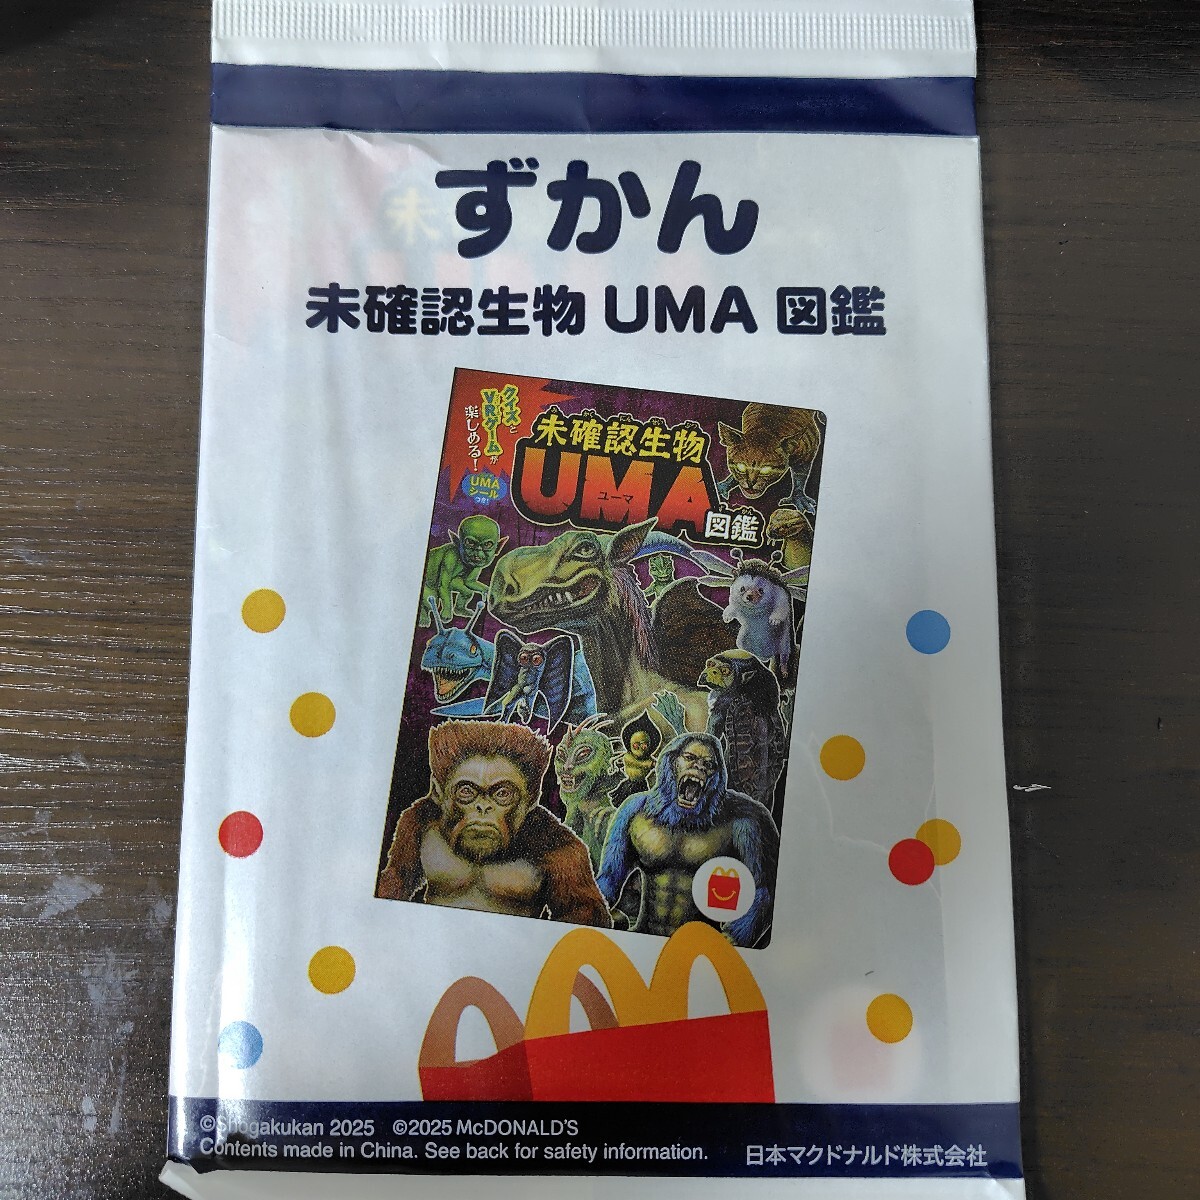 ずかん
未確認生物 UMA 図鑑
クイズと
VRゲームが
楽しめる!
UMA
シール
つき!
未確認生物
UMA
ユーマ
図鑑
©Shogakukan 2025 ©2025 McDONALD'S
Contents made in China. See back for safety information.
日本マクドナルド株式会社